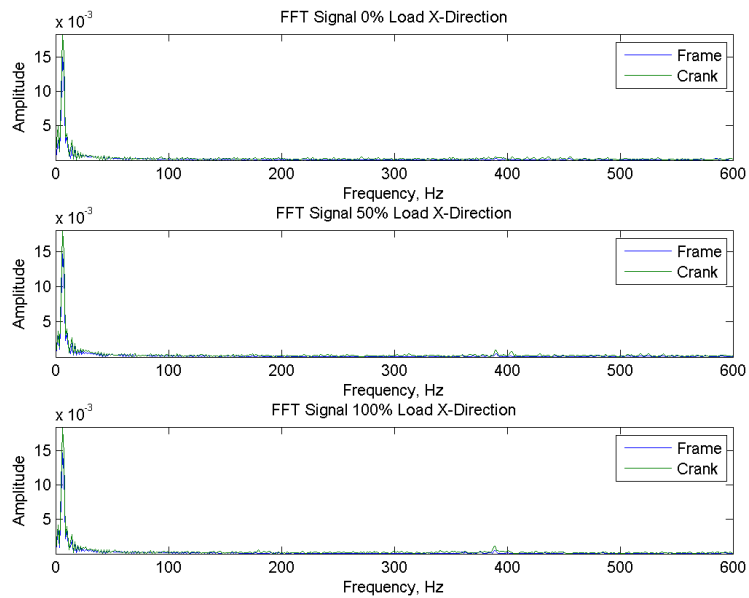 FFT Signal 0% Load X-Direction
x 10^-3
15
10
5
Amplitude
Frame
Crank
0 100 200 300 400 500 600
Frequency, Hz
FFT Signal 50% Load X-Direction
x 10^-3
15
10
5
Amplitude
Frame
Crank
0 100 200 300 400 500 600
Frequency, Hz
FFT Signal 100% Load X-Direction
x 10^-3
15
10
5
Amplitude
Frame
Crank
0 100 200 300 400 500 600
Frequency, Hz